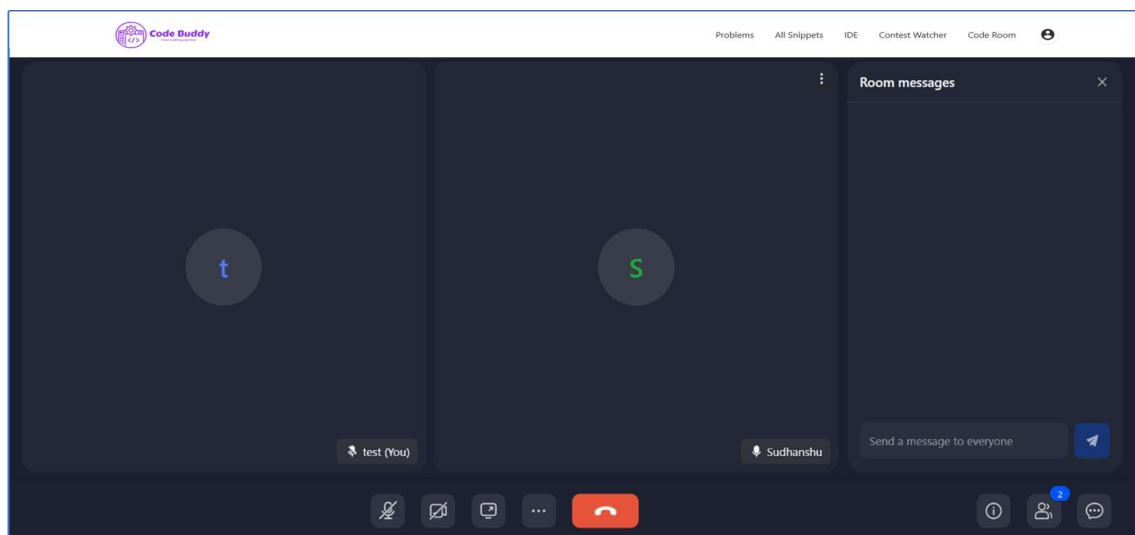 Code Buddy
Problems All Snippets IDE Contest Watcher Code Room
Room messages
t
S
test (You)
Sudhanshu
Send a message to everyone
2